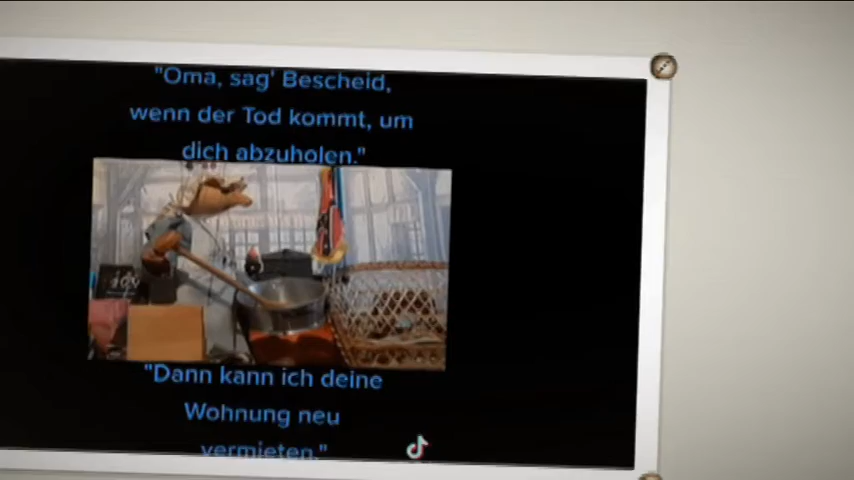 "Oma, sag' Bescheid,
wenn der Tod kommt, um
dich abzuholen."
"Dann kann ich deine
Wohnung neu
vermieten."